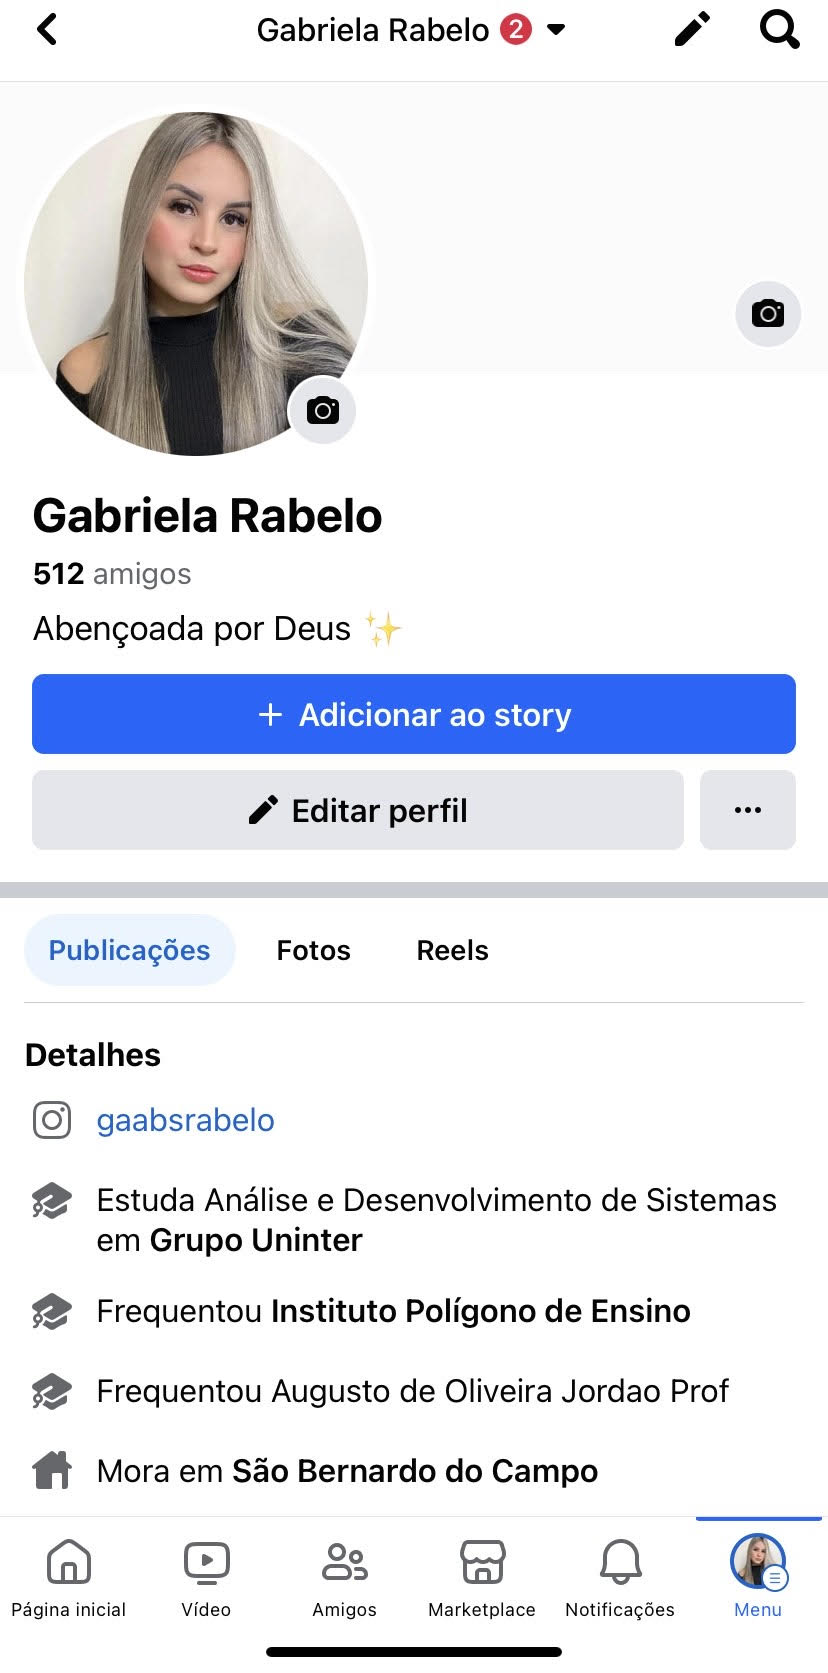 Gabriela Rabelo 2
Gabriela Rabelo
512 amigos
Abençoada por Deus ✨
+ Adicionar ao story
Editar perfil
...
Publicações Fotos Reels
Detalhes
gaabsrabelo
Estuda Análise e Desenvolvimento de Sistemas
em Grupo Uninter
Frequentou Instituto Polígono de Ensino
Frequentou Augusto de Oliveira Jordao Prof
Mora em São Bernardo do Campo
Página inicial Vídeo Amigos Marketplace Notificações Menu